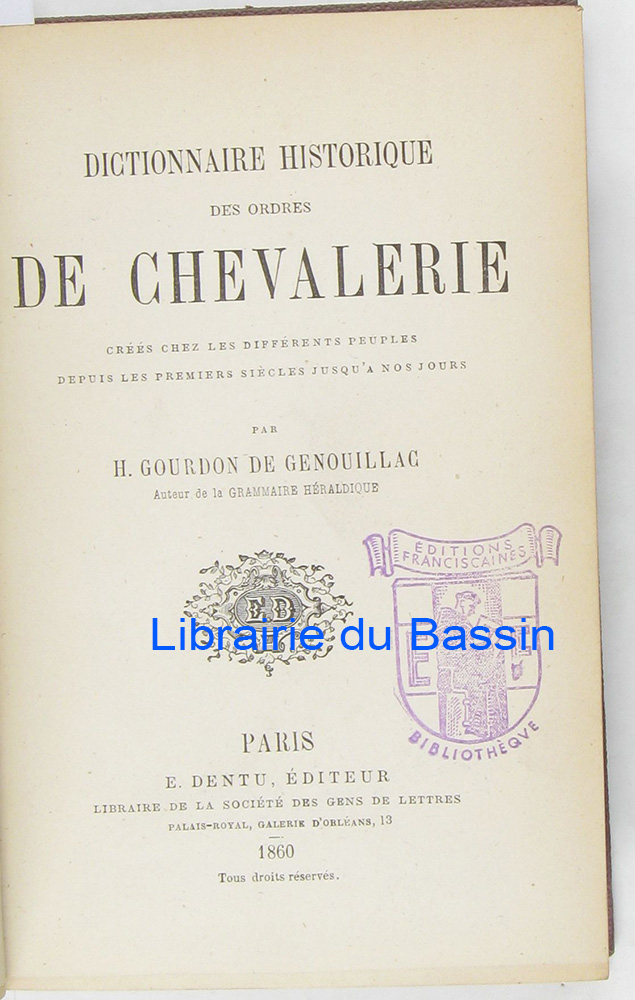 DICTIONNAIRE HISTORIQUE
DES ORDRES
DE CHEVALERIE
CRÉÉS CHEZ LES DIFFÉRENTS PEUPLES
DEPUIS LES PREMIERS SIÈCLES JUSQU'A NOS JOURS
PAR
H. GOURDON DE GENOUILLAC
Auteur de la GRAMMAIRE HÉRALDIQUE
ÉDITIONS
FRANCISCAINES
ED
Librairie du Bassin
E F
BIBLIOTHÈQVE
PARIS
E. DENTU, ÉDITEUR
LIBRAIRE DE LA SOCIÉTÉ DES GENS DE LETTRES
PALAIS-ROYAL, GALERIE D'ORLÉANS, 13
1860
Tous droits réservés.